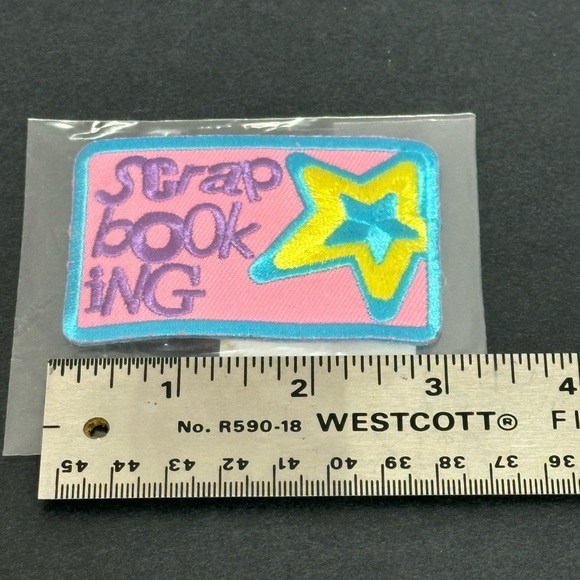 scrap
book
iNG
1 2 3 4
No. R590-18 WESTCOTT® FI
45 44 43 42 41 40 39 38 37 36